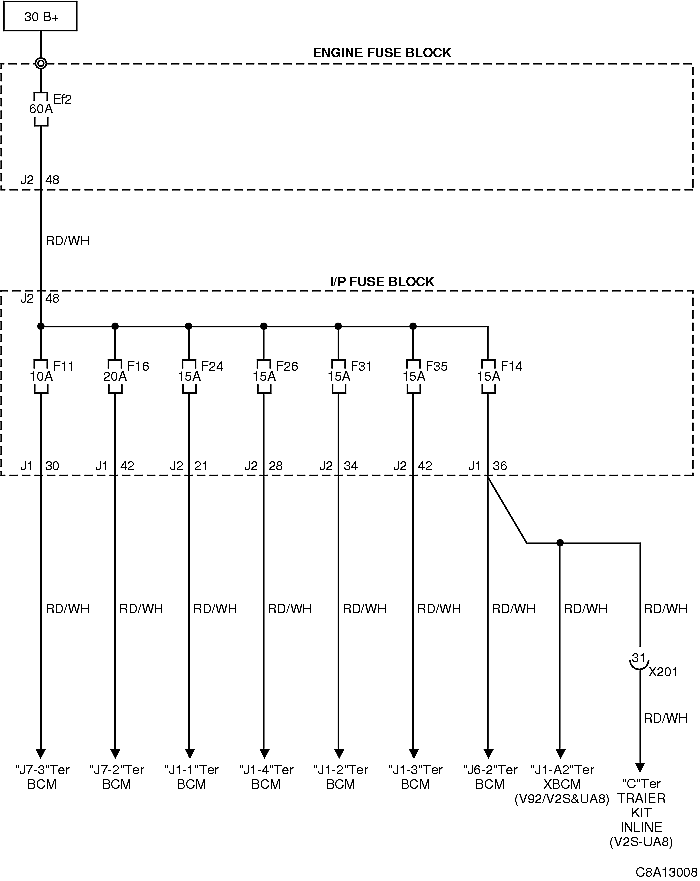 30 B+
ENGINE FUSE BLOCK
Ef2
60A
J2 48
RD/WH
I/P FUSE BLOCK
J2 48
F11 F16 F24 F26 F31 F35 F14
10A 20A 15A 15A 15A 15A 15A
J1 30 J1 42 J2 21 J2 28 J2 34 J2 42 J1 36
RD/WH RD/WH RD/WH RD/WH RD/WH RD/WH RD/WH RD/WH RD/WH
31
X201
RD/WH
"J7-3"Ter "J7-2"Ter "J1-1"Ter "J1-4"Ter "J1-2"Ter "J1-3"Ter "J6-2"Ter "J1-A2"Ter
BCM BCM BCM BCM BCM BCM BCM XBCM
(V92/V2S&UA8)
"C"Ter
TRAIER
KIT
INLINE
(V2S-UA8)
C8A13008